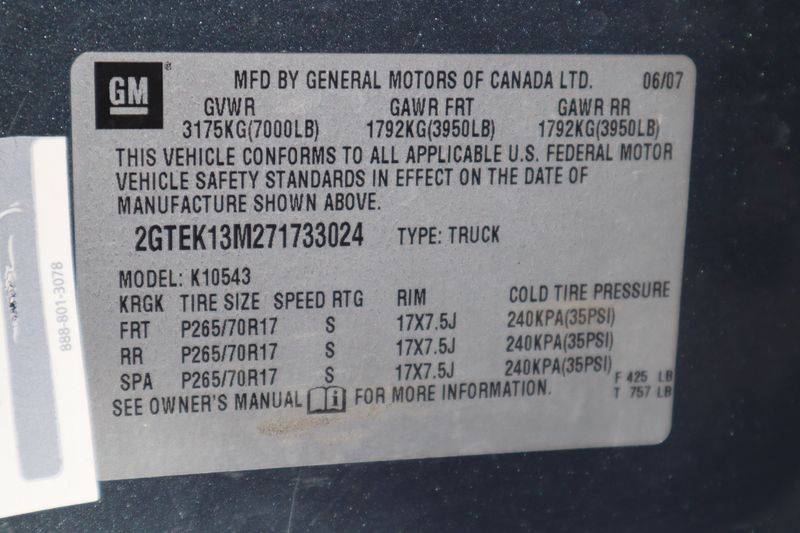 GM®
MFD BY GENERAL MOTORS OF CANADA LTD. 06/07
GVWR GAWR FRT GAWR RR
3175KG(7000LB) 1792KG(3950LB) 1792KG(3950LB)
THIS VEHICLE CONFORMS TO ALL APPLICABLE U.S. FEDERAL MOTOR
VEHICLE SAFETY STANDARDS IN EFFECT ON THE DATE OF
MANUFACTURE SHOWN ABOVE.
2GTEK13M271733024 TYPE: TRUCK
MODEL: K10543
KRGK TIRE SIZE SPEED RTG RIM COLD TIRE PRESSURE
FRT P265/70R17 S 17X7.5J 240KPA(35PSI)
RR P265/70R17 S 17X7.5J 240KPA(35PSI)
SPA P265/70R17 S 17X7.5J 240KPA(35PSI)
F 425 LB
T 757 LB
SEE OWNER'S MANUAL FOR MORE INFORMATION.
888-801-3078